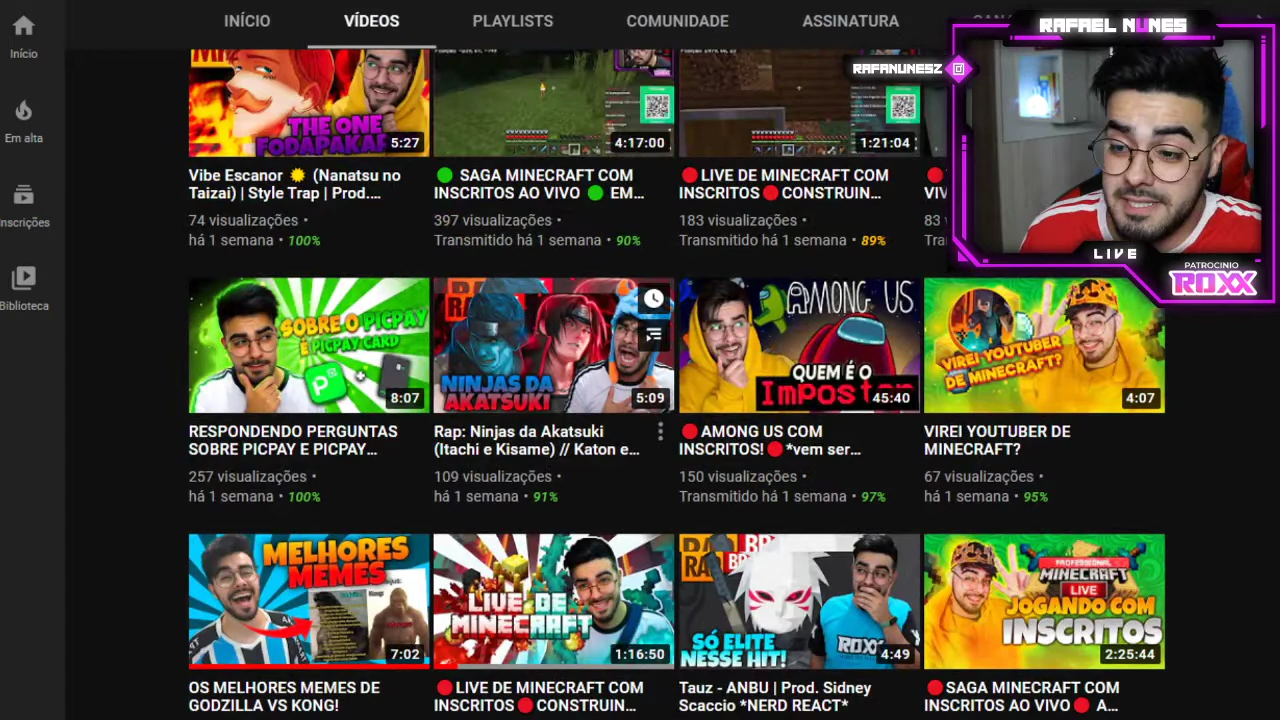 INÍCIO
VÍDEOS
PLAYLISTS
COMUNIDADE
ASSINATURA
RAFAEL NUNES
RAFANUNESZ
LIVE
PATROCINIO
ROXX
Início
Em alta
Inscrições
Biblioteca
THE ONE
FODAPAKAR
5:27
4:17:00
1:21:04
Vibe Escanor 🌟 (Nanatsu no
Taizai) | Style Trap | Prod....
74 visualizações •
há 1 semana • 100%
🟢 SAGA MINECRAFT COM
INSCRITOS AO VIVO 🟢 EM...
397 visualizações •
Transmitido há 1 semana • 90%
🔴LIVE DE MINECRAFT COM
INSCRITOS 🔴CONSTRUIN...
183 visualizações •
Transmitido há 1 semana • 89%
VIV
83
Tran
SOBRE O PICPAY
E PICPAY CARD
8:07
NINJAS DA
AKATSUKI
5:09
AMONG US
QUEM É O
Impostor
45:40
VIREI YOUTUBER
DE MINECRAFT?
4:07
RESPONDENDO PERGUNTAS
SOBRE PICPAY E PICPAY...
257 visualizações •
há 1 semana • 100%
Rap: Ninjas da Akatsuki
(Itachi e Kisame) // Katon e...
109 visualizações •
há 1 semana • 91%
🔴AMONG US COM
INSCRITOS!🔴*vem ser...
150 visualizações •
Transmitido há 1 semana • 97%
VIREI YOUTUBER DE
MINECRAFT?
67 visualizações •
há 1 semana • 95%
MELHORES
MEMES
Kong:
7:02
LIVE DE
MINECRAFT
1:16:50
RAP
BR
SÓ ELITE
NESSE HIT!
ROXX
4:49
PROFESSIONAL
MINECRAFT
LIVE
JOGANDO COM
INSCRITOS
2:25:44
OS MELHORES MEMES DE
GODZILLA VS KONG!
🔴LIVE DE MINECRAFT COM
INSCRITOS🔴CONSTRUIN...
Tauz - ANBU | Prod. Sidney
Scaccio *NERD REACT*
🔴SAGA MINECRAFT COM
INSCRITOS AO VIVO🔴 A...